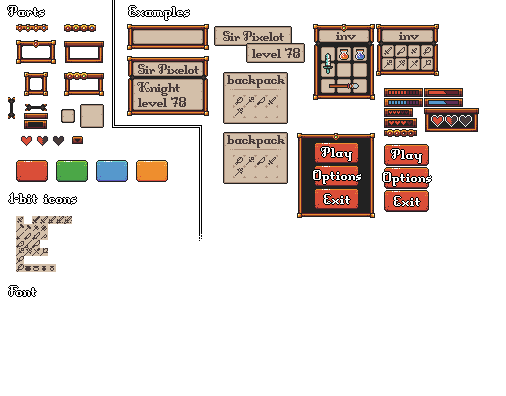 Parts
Examples
Sir Pixelot
level '78
inv
inv
Sir Pixelot
Knight
level '78
backpack
backpack
Play
Options
Exit
Play
Options
Exit
1-bit icons
Font